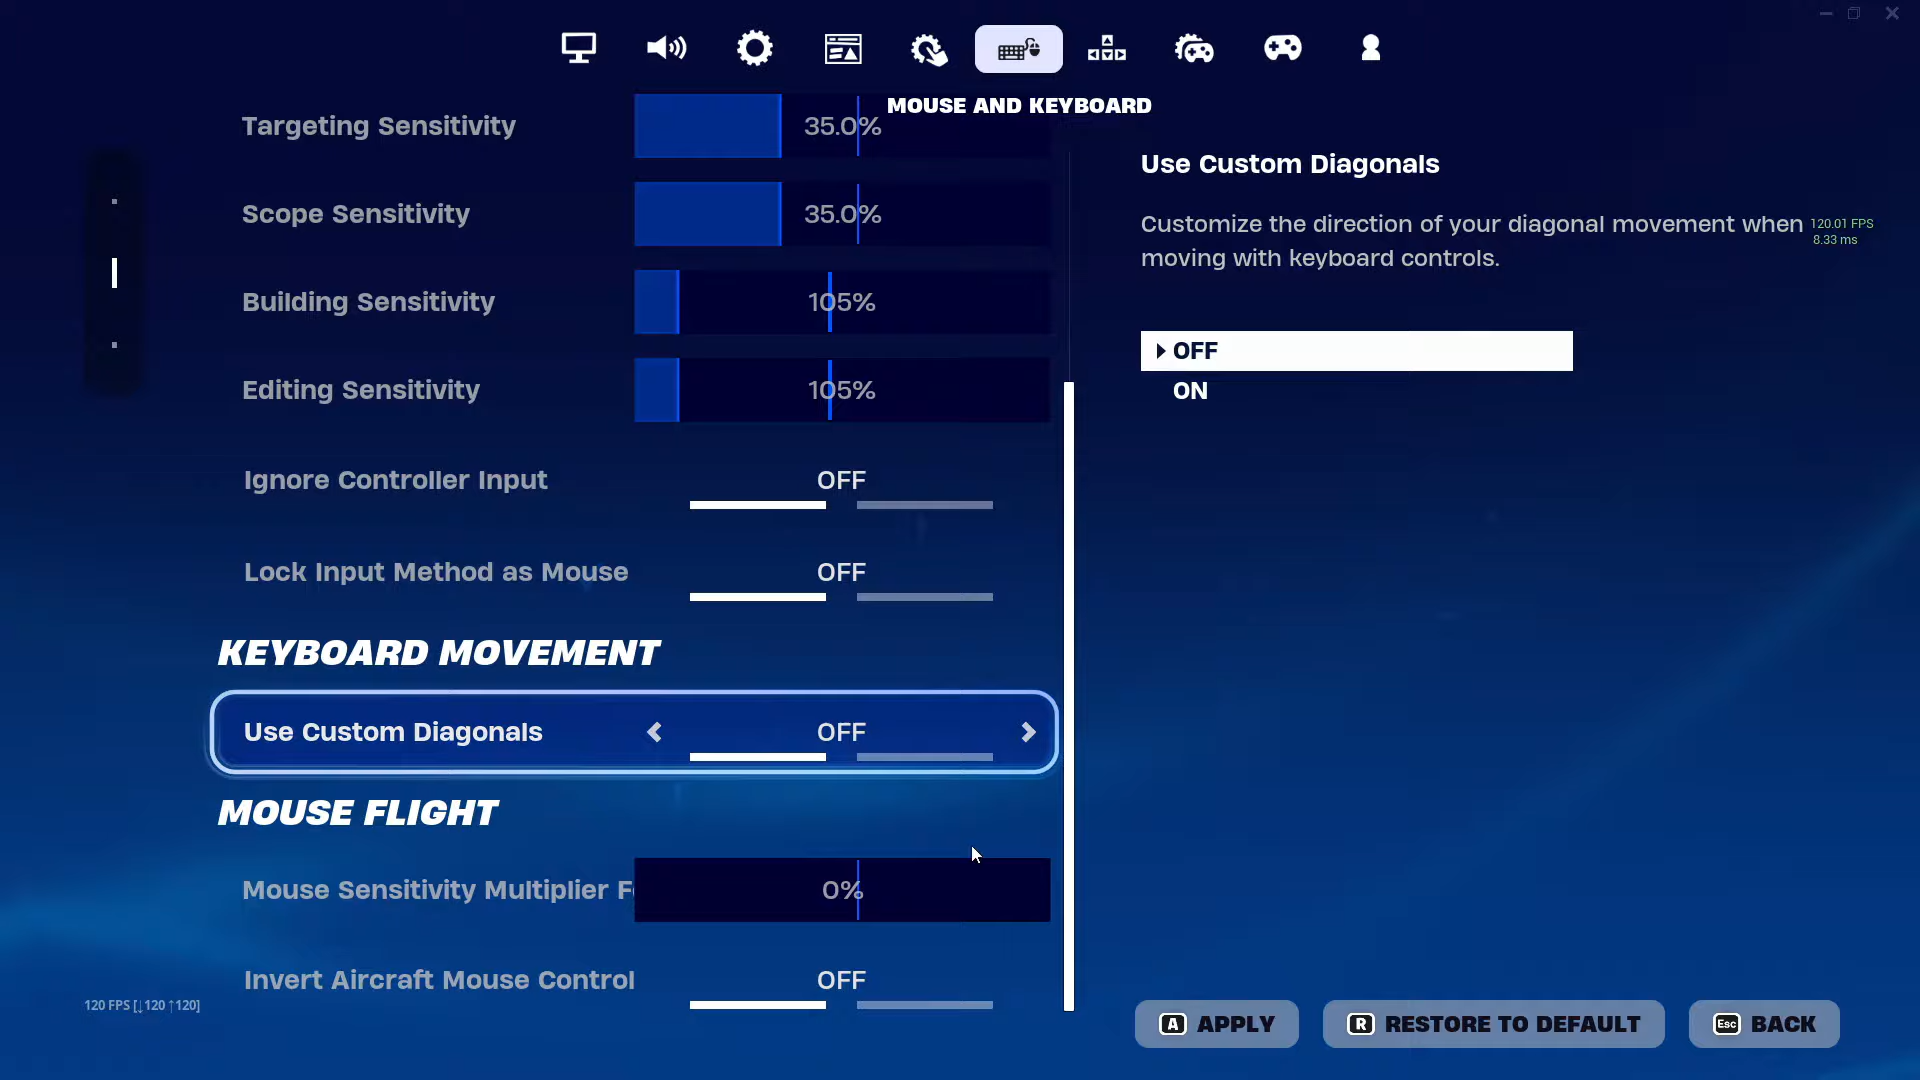 MOUSE AND KEYBOARD
Targeting Sensitivity 35.0%
Scope Sensitivity 35.0%
Building Sensitivity 105%
Editing Sensitivity 105%
Ignore Controller Input OFF
Lock Input Method as Mouse OFF
KEYBOARD MOVEMENT
Use Custom Diagonals OFF
MOUSE FLIGHT
Mouse Sensitivity Multiplier 0%
Invert Aircraft Mouse Control OFF
120 FPS [↓120 ↑120]
Use Custom Diagonals
Customize the direction of your diagonal movement when
moving with keyboard controls.
120.01 FPS
8.33 ms
OFF
ON
A APPLY R RESTORE TO DEFAULT Esc BACK